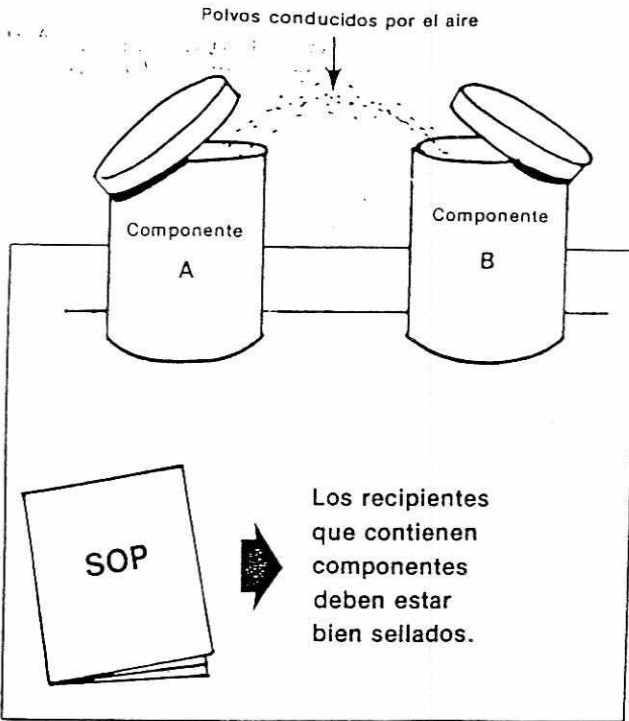 Polvos conducidos por el aire
Componente
A
Componente
B
SOP
Los recipientes
que contienen
componentes
deben estar
bien sellados.